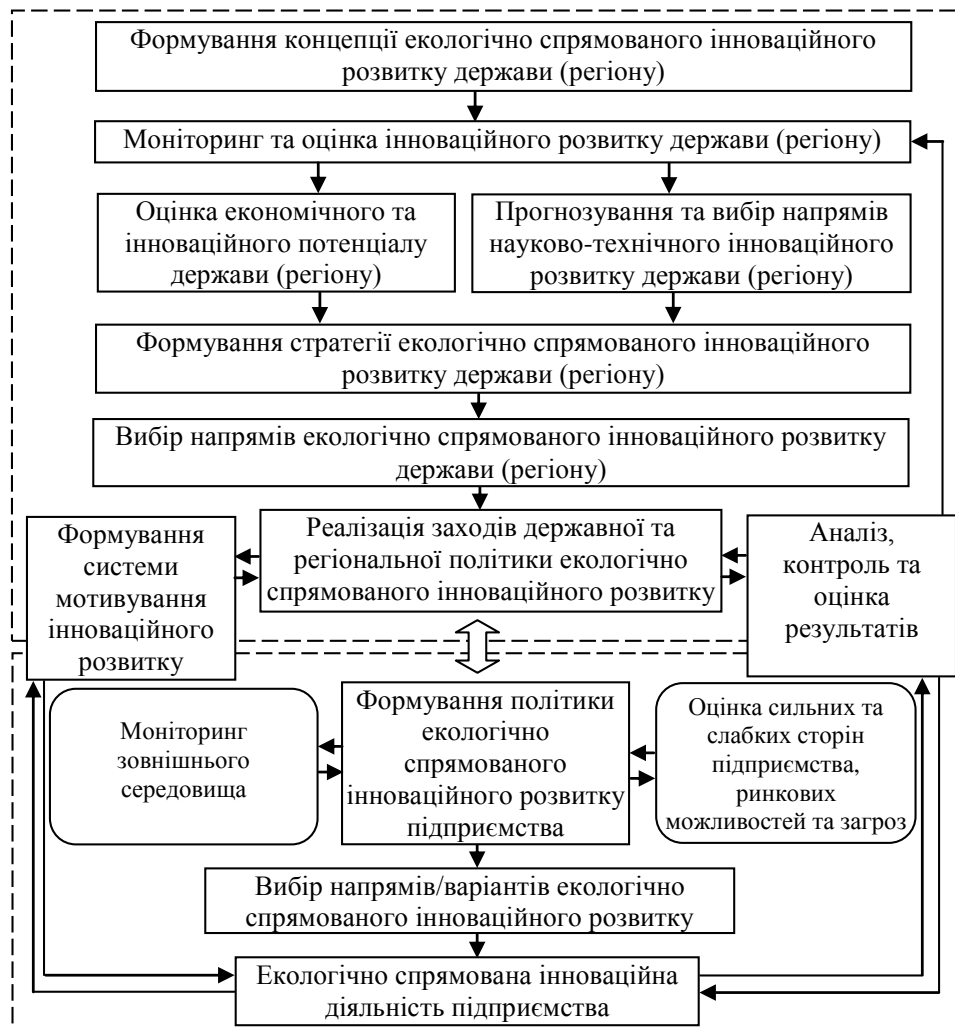 Формування концепції екологічно спрямованого інноваційного
розвитку держави (регіону)
Моніторинг та оцінка інноваційного розвитку держави (регіону)
Оцінка економічного та
інноваційного потенціалу
держави (регіону)
Прогнозування та вибір напрямів
науково-технічного інноваційного
розвитку держави (регіону)
Формування стратегії екологічно спрямованого інноваційного
розвитку держави (регіону)
Вибір напрямів екологічно спрямованого інноваційного розвитку
держави (регіону)
Формування
системи
мотивування
інноваційного
розвитку
Реалізація заходів державної та
регіональної політики екологічно
спрямованого інноваційного розвитку
Аналіз,
контроль та
оцінка
результатів
Моніторинг
зовнішнього
середовища
Формування політики
екологічно
спрямованого
інноваційного розвитку
підприємства
Оцінка сильних та
слабких сторін
підприємства,
ринкових
можливостей та загроз
Вибір напрямів/варіантів екологічно
спрямованого інноваційного розвитку
Екологічно спрямована інноваційна
діяльність підприємства